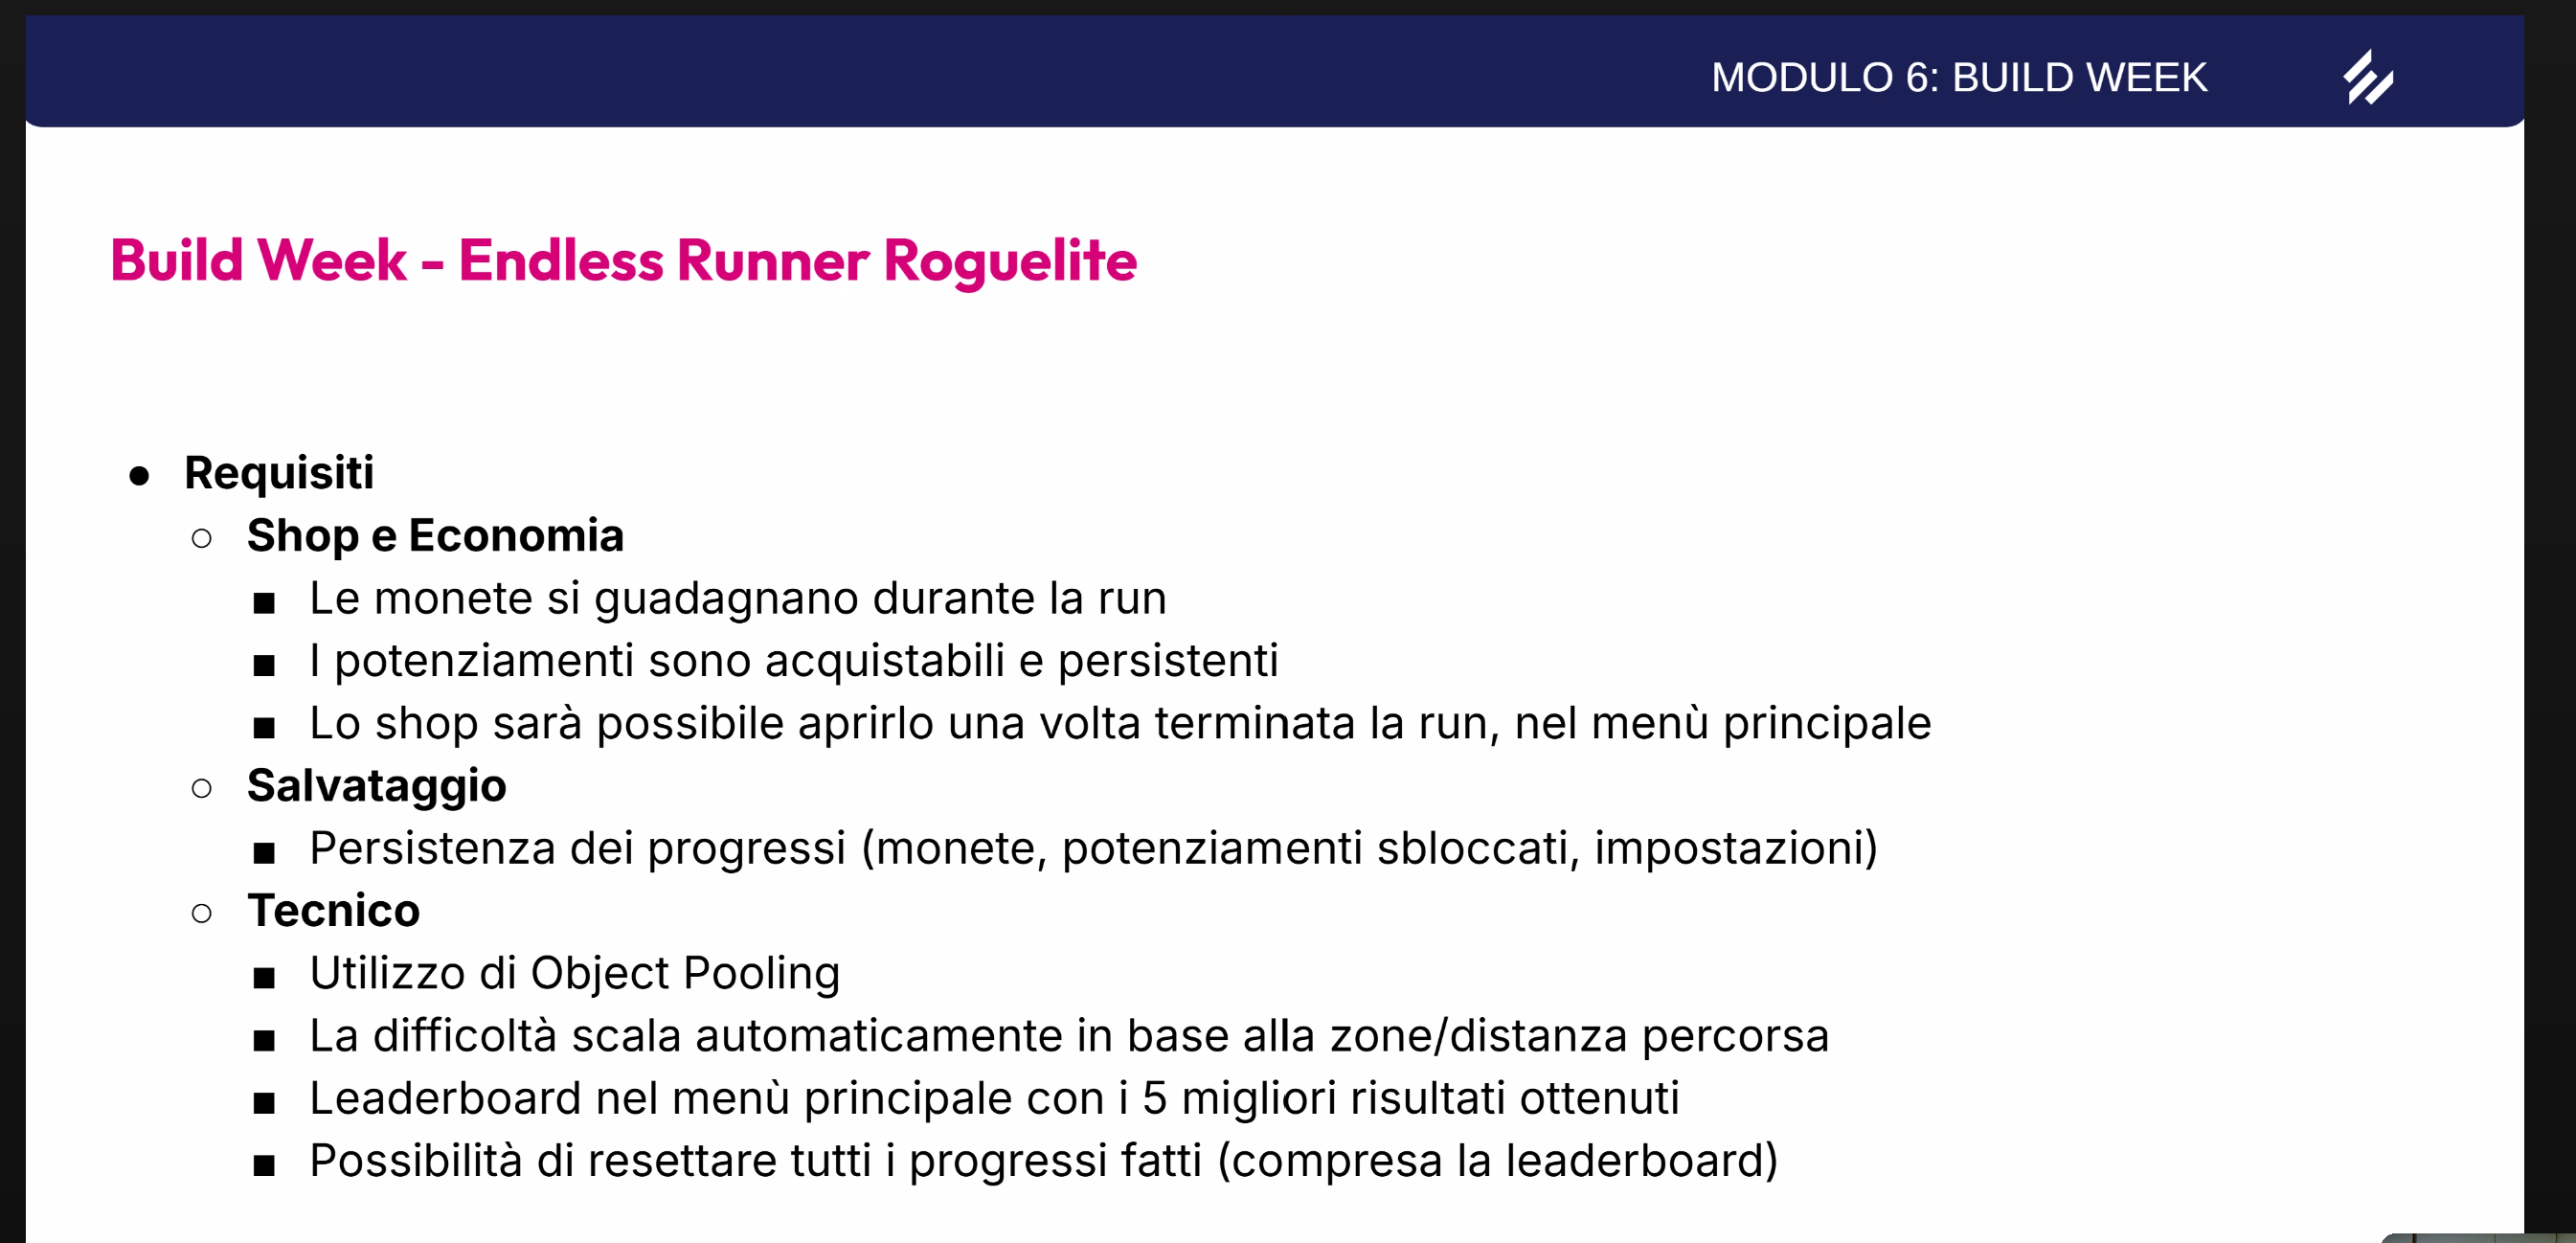 MODULO 6: BUILD WEEK
Build Week - Endless Runner Roguelite
● Requisiti
○ Shop e Economia
■ Le monete si guadagnano durante la run
■ I potenziamenti sono acquistabili e persistenti
■ Lo shop sarà possibile aprirlo una volta terminata la run, nel menù principale
○ Salvataggio
■ Persistenza dei progressi (monete, potenziamenti sbloccati, impostazioni)
○ Tecnico
■ Utilizzo di Object Pooling
■ La difficoltà scala automaticamente in base alla zone/distanza percorsa
■ Leaderboard nel menù principale con i 5 migliori risultati ottenuti
■ Possibilità di resettare tutti i progressi fatti (compresa la leaderboard)